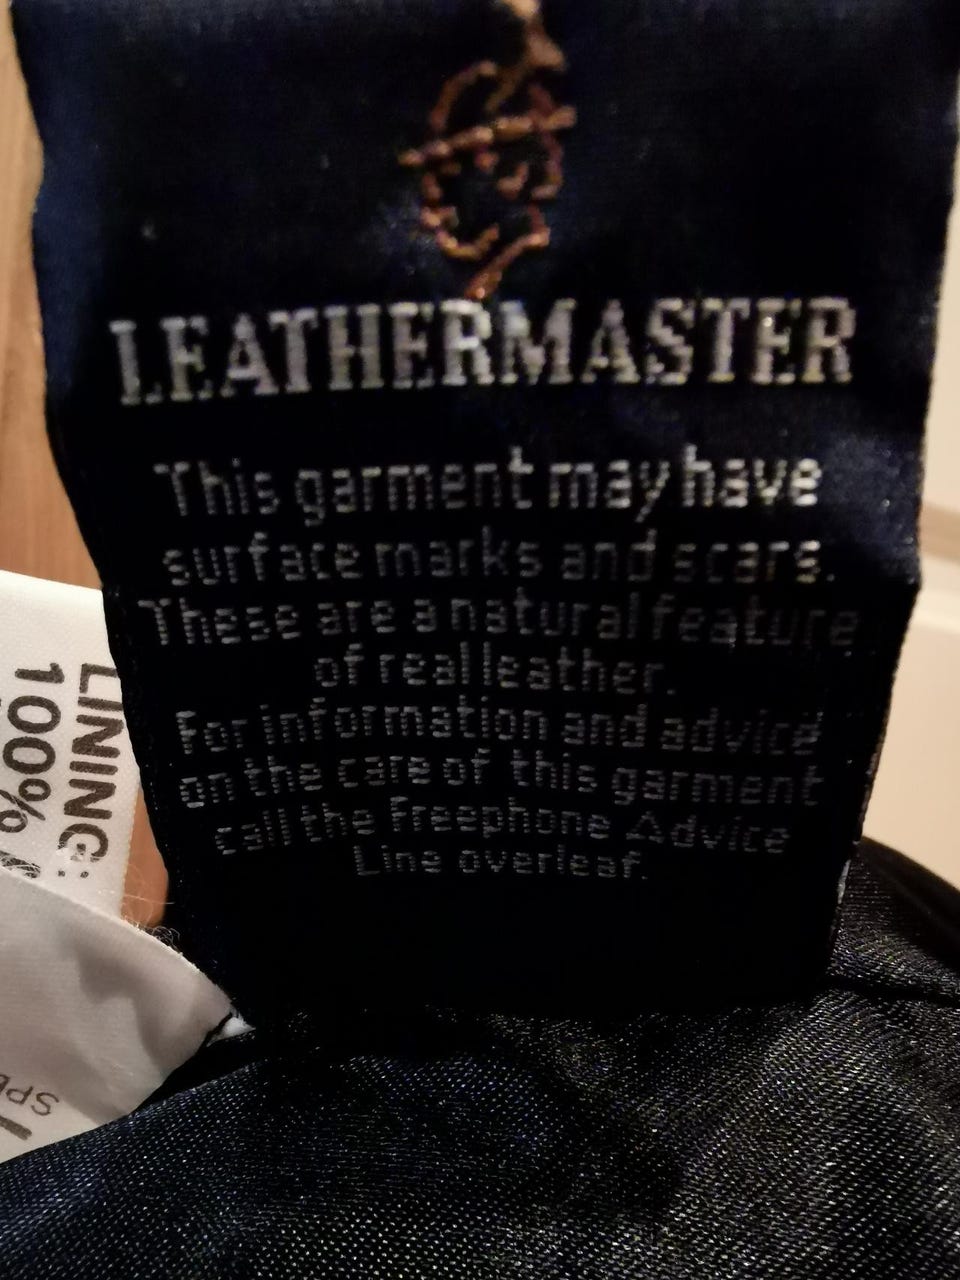 LEATHERMASTER
This garment may have
surface marks and scars.
These are a natural feature
of real leather.
For information and advice
on the care of this garment
call the Freephone Advice
Line overleaf.
LINING:
100%
SPE